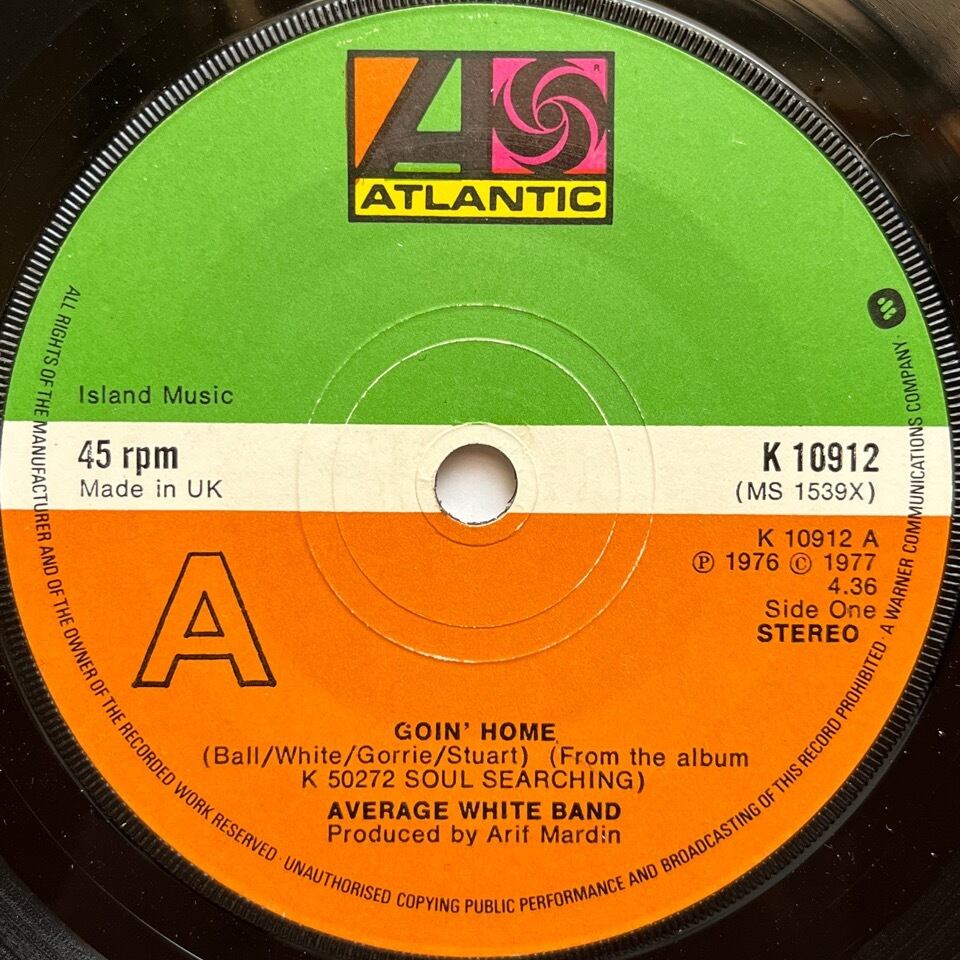 ATLANTIC
Island Music
45 rpm
Made in UK
K 10912
(MS 1539X)
K 10912 A
℗ 1976 © 1977
4.36
Side One
STEREO
A
GOIN' HOME
(Ball/White/Gorrie/Stuart) (From the album
K 50272 SOUL SEARCHING)
AVERAGE WHITE BAND
Produced by Arif Mardin
ALL RIGHTS OF THE MANUFACTURER AND OF THE OWNER OF THE RECORDED WORK RESERVED · UNAUTHORISED COPYING PUBLIC PERFORMANCE AND BROADCASTING OF THIS RECORD PROHIBITED · A WARNER COMMUNICATIONS COMPANY ·